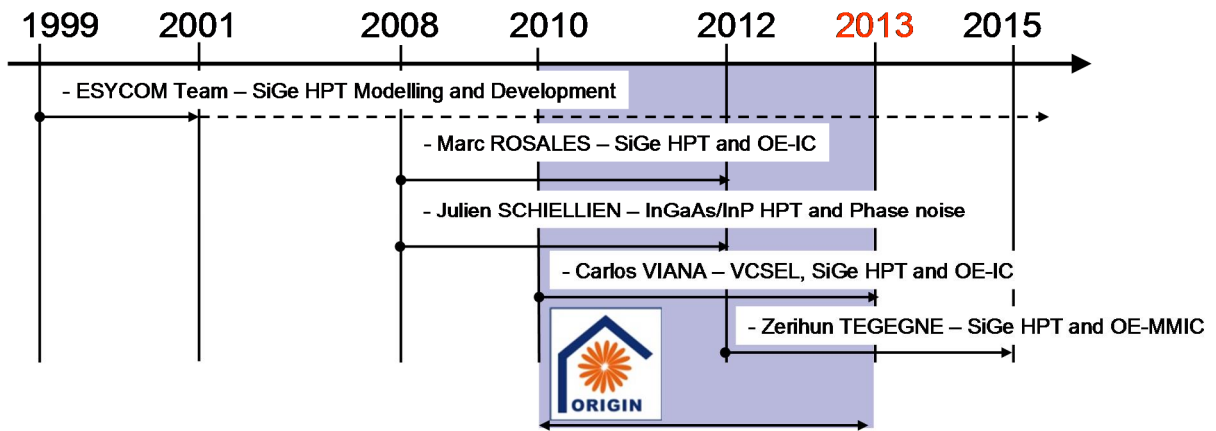 1999 2001 2008 2010 2012 2013 2015
- ESYCOM Team – SiGe HPT Modelling and Development
- Marc ROSALES – SiGe HPT and OE-IC
- Julien SCHIELLIEN – InGaAs/InP HPT and Phase noise
- Carlos VIANA – VCSEL, SiGe HPT and OE-IC
- Zerihun TEGEGNE – SiGe HPT and OE-MMIC
ORIGIN